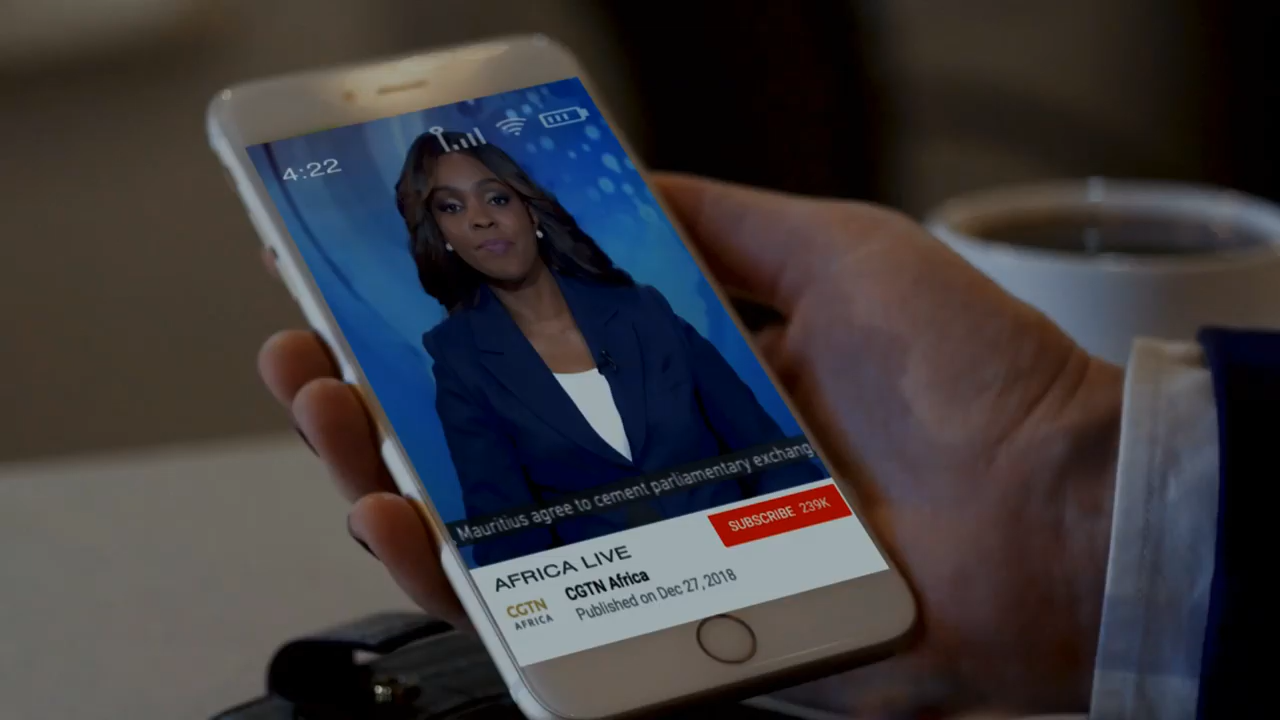 4:22
Mauritius agree to cement parliamentary exchang
SUBSCRIBE 239K
AFRICA LIVE
CGTN Africa
CGTN
AFRICA
Published on Dec 27, 2018